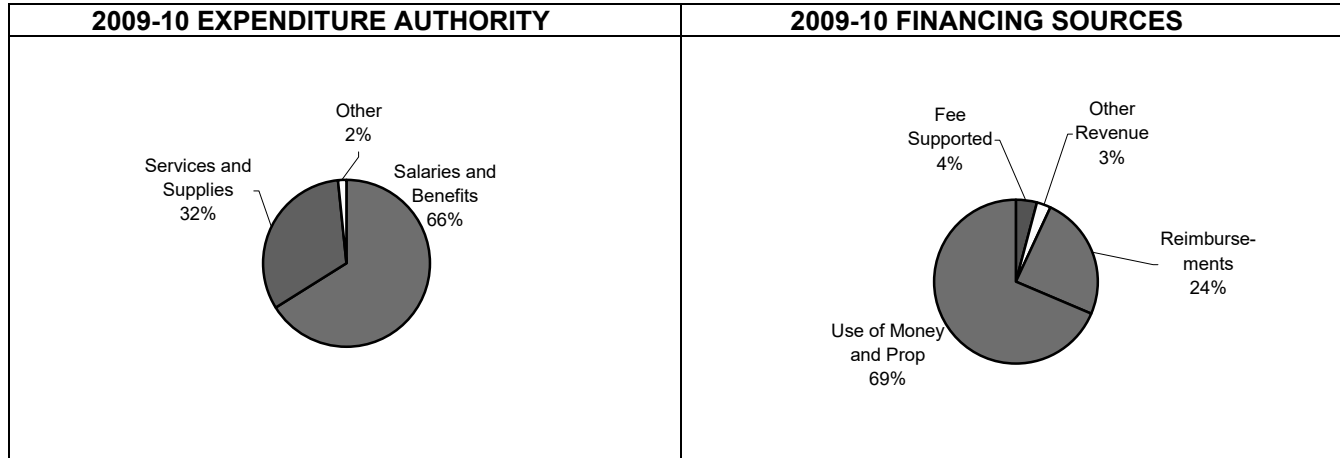 2009-10 EXPENDITURE AUTHORITY
Other
2%
Services and
Supplies
32%
Salaries and
Benefits
66%
2009-10 FINANCING SOURCES
Fee
Supported
4%
Other
Revenue
3%
Reimburse-
ments
24%
Use of Money
and Prop
69%